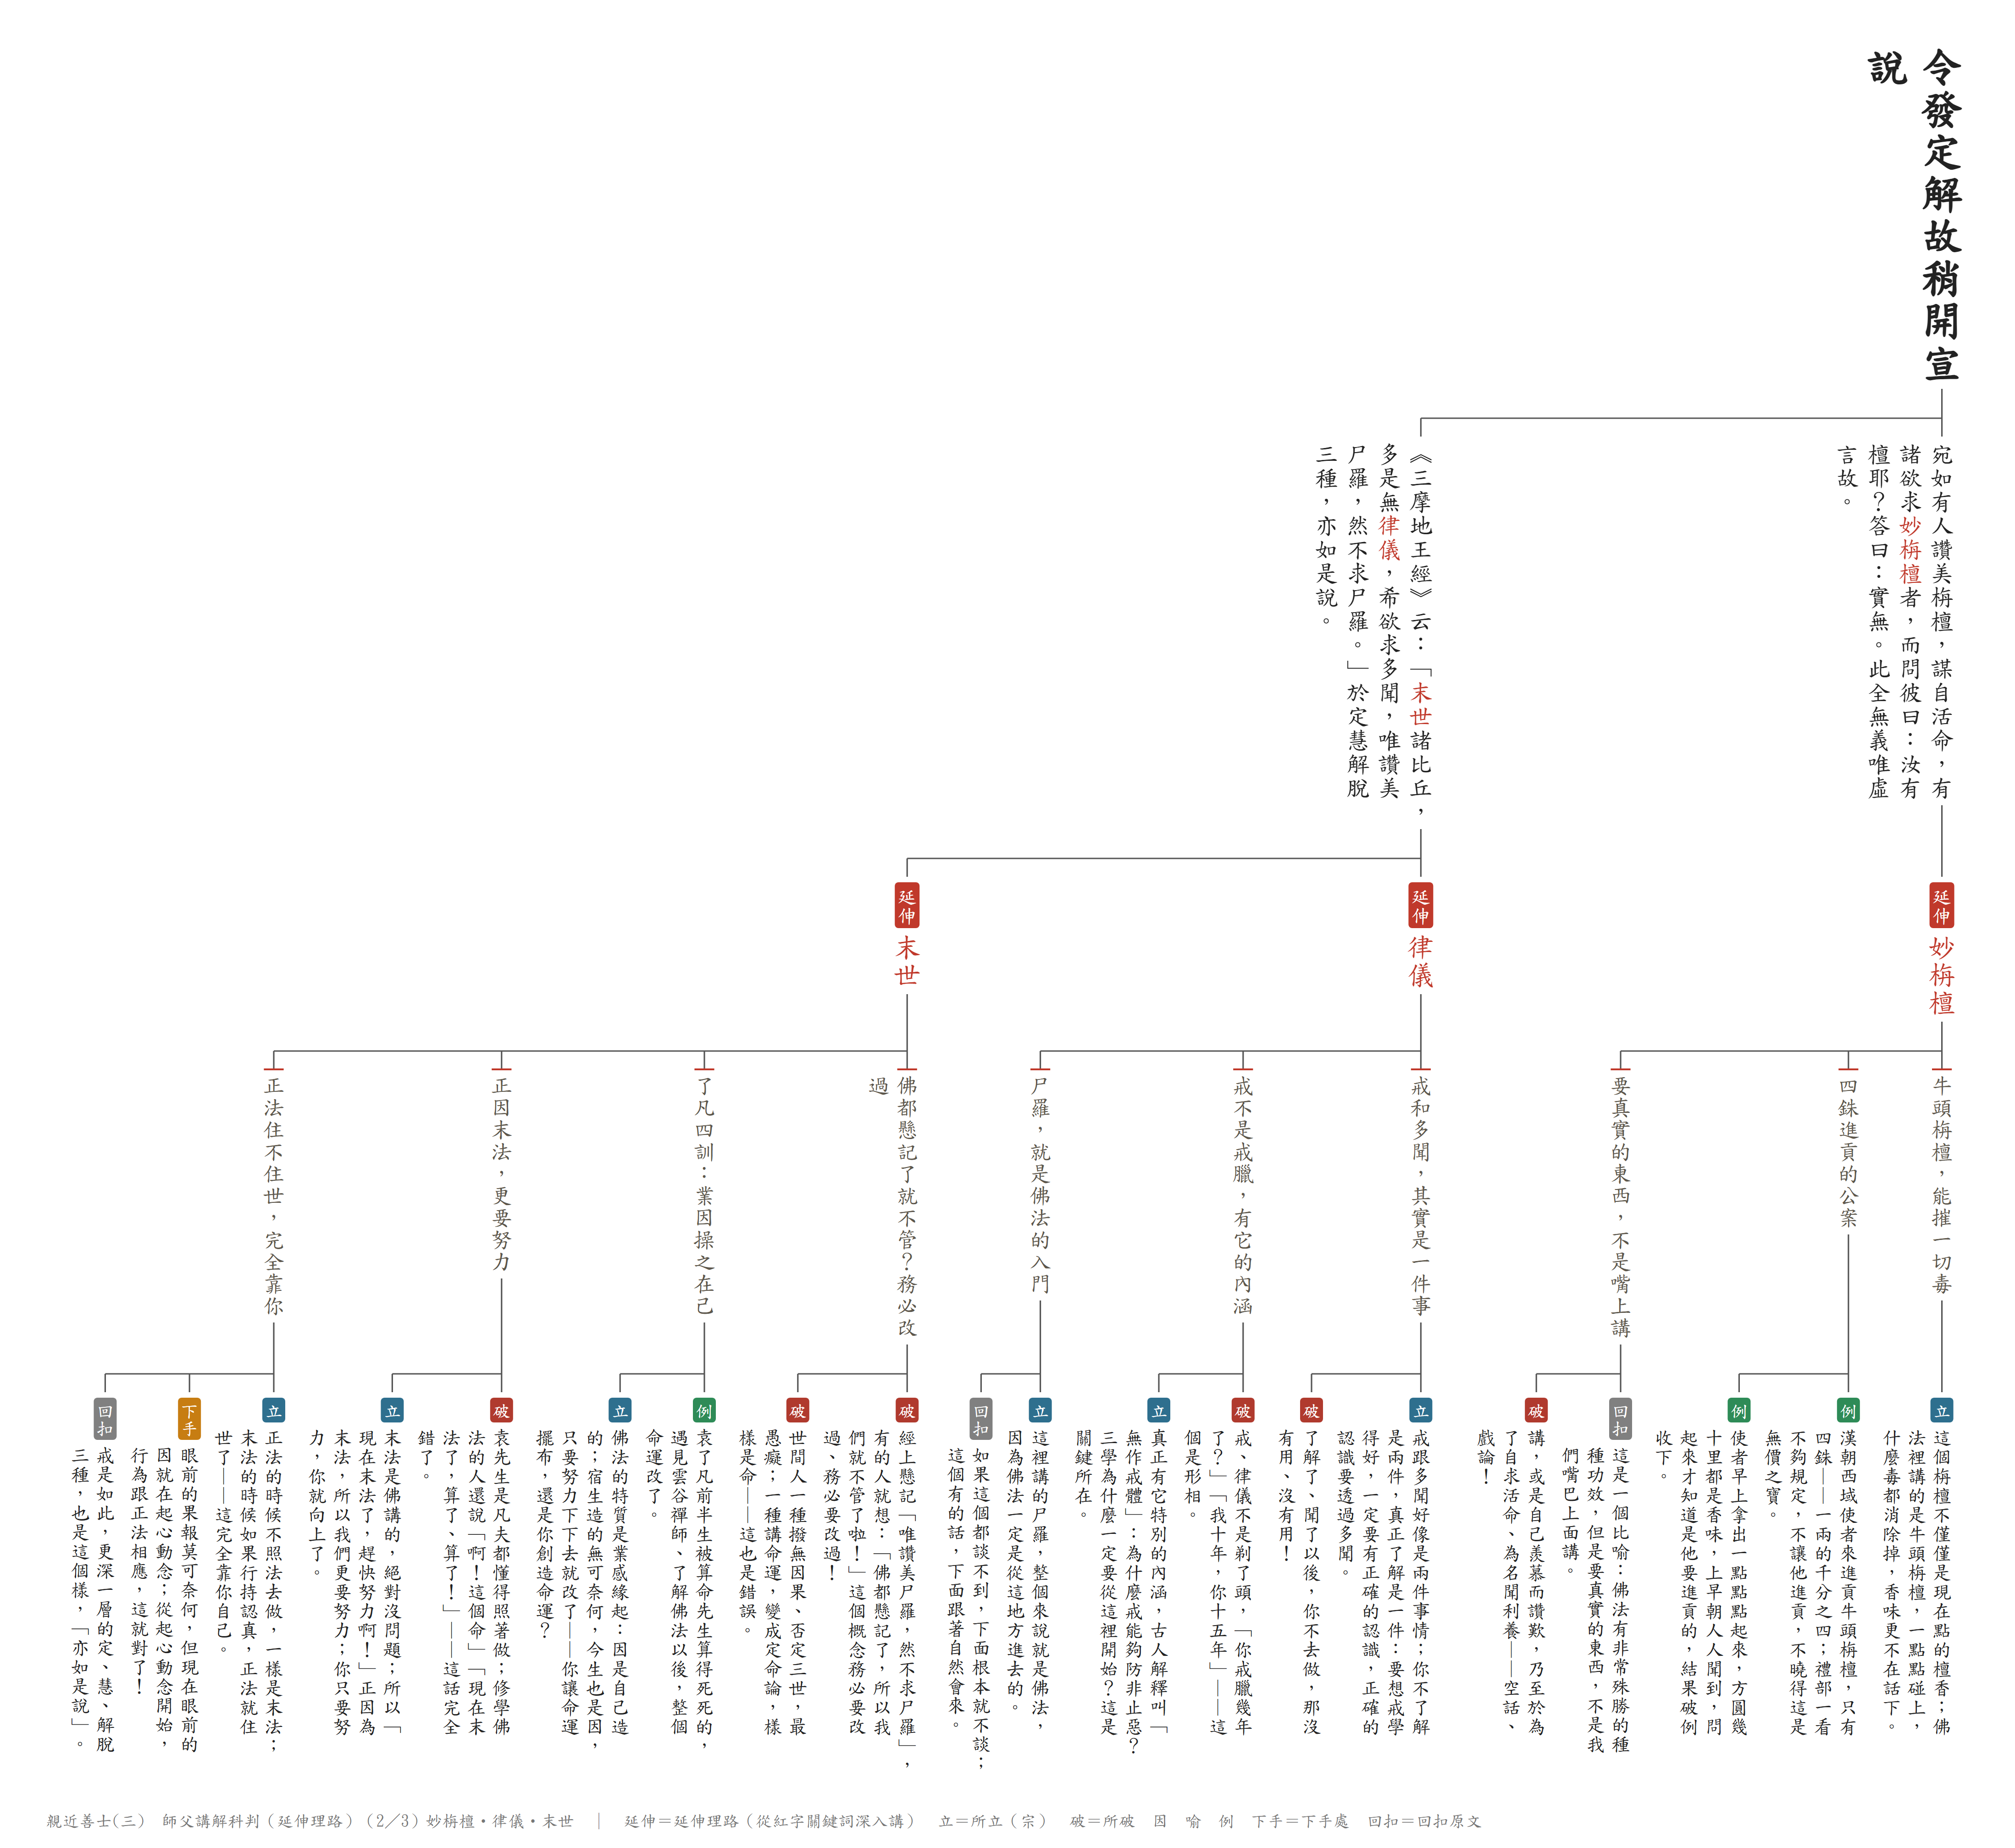 令發定解故稍開宣
說
宛如有人讚美栴檀，謀自活命，有
諸欲求妙栴檀者，而問彼曰：汝有
檀耶？答曰：實無。此全無義唯虛
言故。
《三摩地王經》云：「末世諸比丘，
多是無律儀，希欲求多聞，唯讚美
尸羅，然不求尸羅。」於定慧解脫
三種，亦如是說。
延伸
妙栴檀
延伸
律儀
延伸
末世
牛頭栴檀，能摧一切毒
四銖進貢的公案
要真實的東西，不是嘴上講
戒和多聞，其實是一件事
戒不是戒臘，有它的內涵
尸羅，就是佛法的入門
佛都懸記了就不管？務必改
過
了凡四訓：業因操之在己
正因末法，更要努力
正法住不住世，完全靠你
立
這個栴檀不僅僅是現在點的檀香；佛
法裡講的是牛頭栴檀，一點點碰上，
什麼毒都消除掉，香味更不在話下。
例
漢朝西域使者來進貢牛頭栴檀，只有
四銖——一兩的千分之四；禮部一看
不夠規定，不讓他進貢，不曉得這是
無價之寶。
例
使者早上拿出一點點點起來，方圓幾
十里都是香味，上早朝人人聞到，問
起來才知道是他要進貢的，結果破例
收下。
回扣
這是一個比喻：佛法有非常殊勝的種
種功效，但是要真實的東西，不是我
們嘴巴上面講。
破
講，或是自己羨慕而讚歎，乃至於為
了自求活命、為名聞利養——空話、
戲論！
立
戒跟多聞好像是兩件事情；你不了解
是兩件，真正了解是一件：要想戒學
得好，一定要有正確的認識，正確的
認識要透過多聞。
破
了解了、聞了以後，你不去做，那沒
有用、沒有用！
破
戒、律儀不是剃了頭，「你戒臘幾年
了？」「我十年，你十五年」——這
個是形相。
立
真正有它特別的內涵，古人解釋叫「
無作戒體」：為什麼戒能夠防非止惡？
三學為什麼一定要從這裡開始？這是
關鍵所在。
立
這裡講的尸羅，整個來說就是佛法，
因為佛法一定是從這地方進去的。
回扣
如果這個都談不到，下面根本就不談；
這個有的話，下面跟著自然會來。
破
經上懸記「唯讚美尸羅，然不求尸羅」，
有的人就想：「佛都懸記了，所以我
們就不管了啦！」這個概念務必要改
過、務必要改過！
破
世間人一種撥無因果、否定三世，最
愚癡；一種講命運，變成定命論，樣
樣是命——這也是錯誤。
例
袁了凡前半生被算命先生算得死死的，
遇見雲谷禪師、了解佛法以後，整個
命運改了。
立
佛法的特質是業感緣起：因是自己造
的；宿生造的無可奈何，今生也是因，
只要努力下下去就改了——你讓命運
擺布，還是你創造命運？
破
袁先生是凡夫都懂得照著做；修學佛
法的人還說「啊！這個命」「現在末
法了，算了、算了！」——這話完全
錯了。
立
末法是佛講的，絕對沒問題；所以「
現在末法了，趕快努力啊！」正因為
末法，所以我們更要努力；你只要努
力，你就向上了。
立
正法的時候不照法去做，一樣是末法；
末法的時候如果行持認真，正法就住
世了——這完全靠你自己。
下手
眼前的果報莫可奈何，但現在眼前的
因就在起心動念；從起心動念開始，
行為跟正法相應，這就對了！
回扣
戒是如此，更深一層的定、慧、解脫
三種，也是這個樣，「亦如是說」。
親近善士(三)　師父講解科判（延伸理路）（2／3）妙栴檀・律儀・末世　｜　延伸＝延伸理路（從紅字關鍵詞深入講）　立＝所立（宗）　破＝所破　因　喻　例　下手＝下手處　回扣＝回扣原文